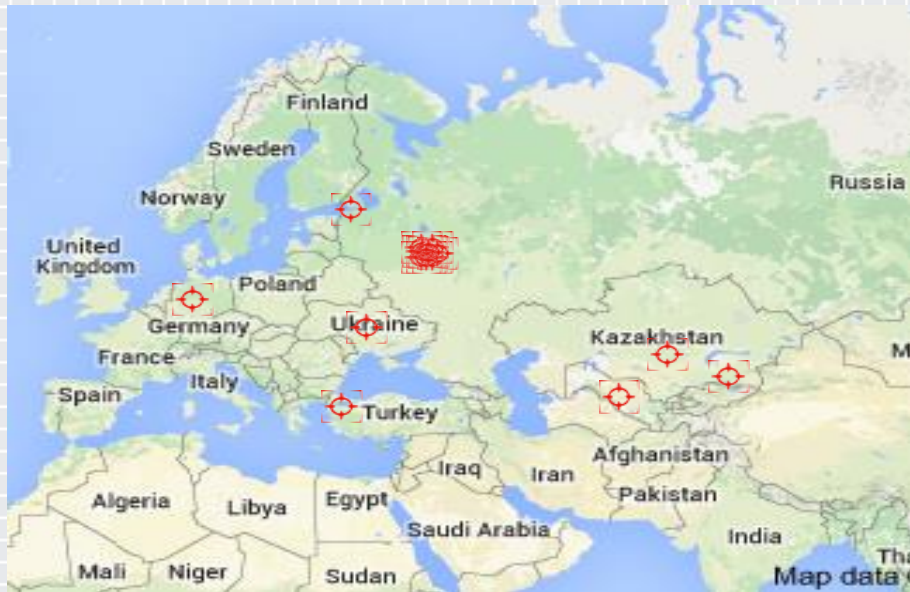 Finland
Sweden
Norway
Russia
United
Kingdom
Poland
Germany
Ukraine
France
Kazakhstan
M
Italy
Spain
Turkey
Iraq
Iran
Afghanistan
Pakistan
Algeria
Libya
Egypt
Saudi Arabia
India
Mali
Niger
Sudan
Tha
Map data